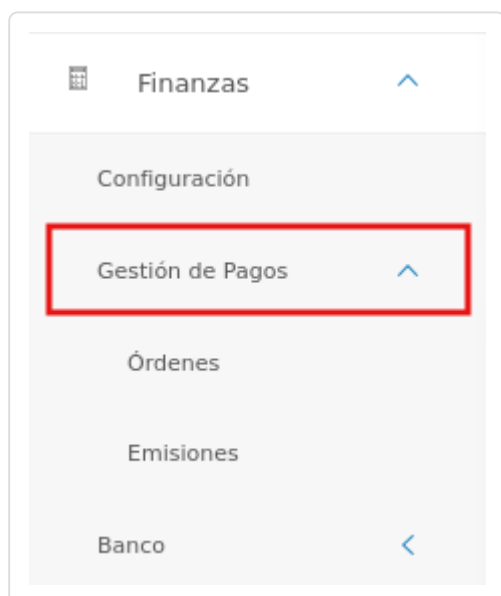 Finanzas
Configuración
Gestión de Pagos
Órdenes
Emisiones
Banco